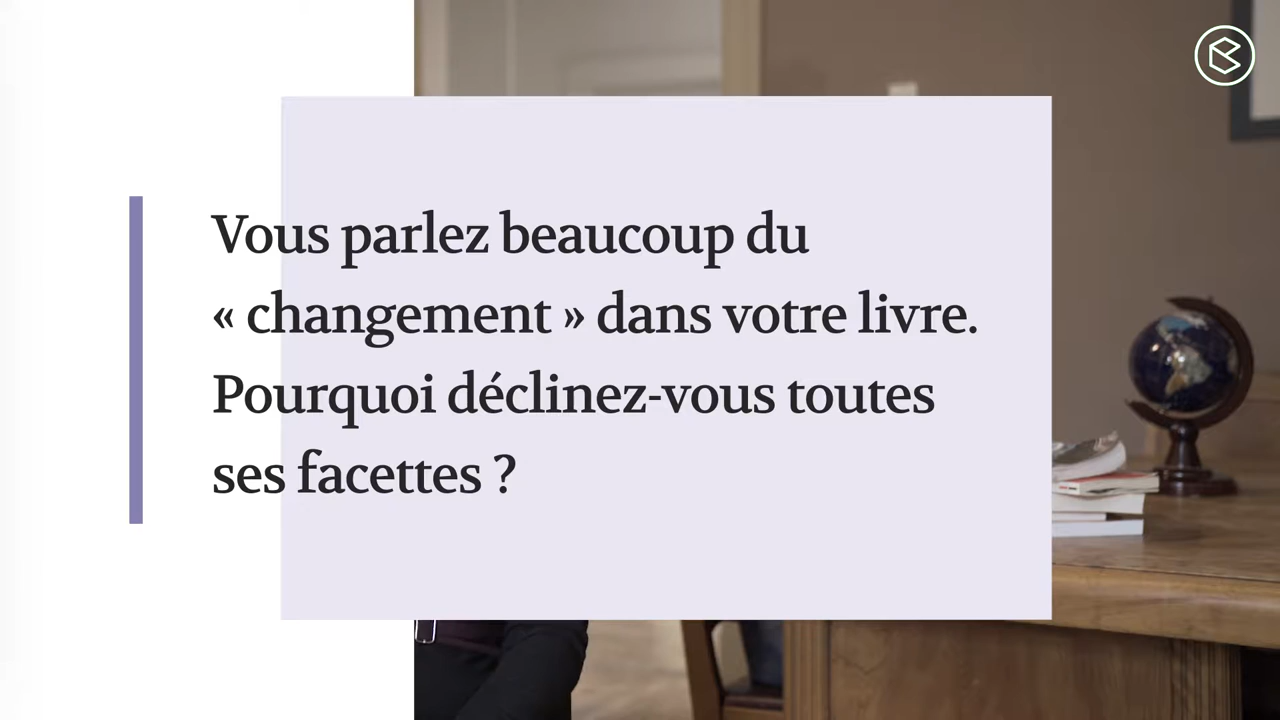 Vous parlez beaucoup du
« changement » dans votre livre.
Pourquoi déclinez-vous toutes
ses facettes ?